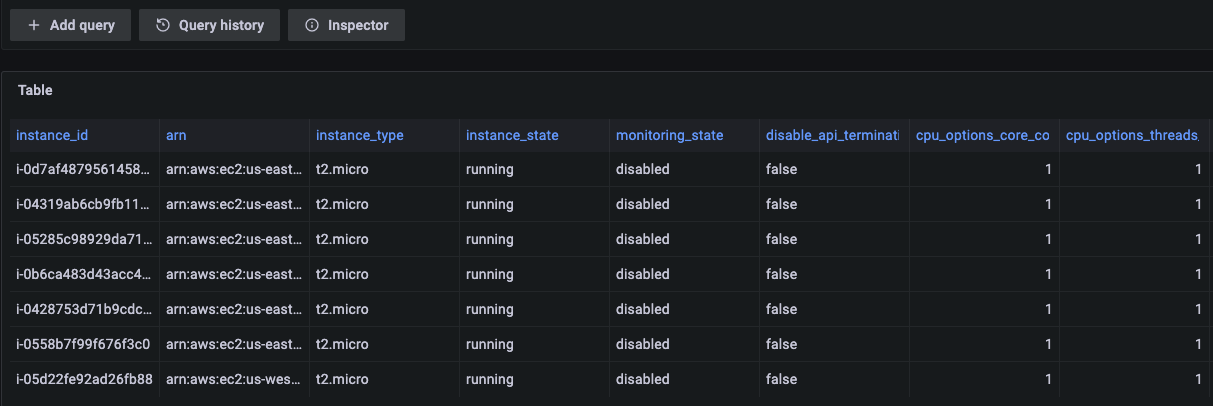 Add query Query history Inspector
Table
instance_id arn instance_type instance_state monitoring_state disable_api_terminati cpu_options_core_co cpu_options_threads_
i-0d7af4879561458... arn:aws:ec2:us-east... t2.micro running disabled false 1 1
i-04319ab6cb9fb11... arn:aws:ec2:us-east... t2.micro running disabled false 1 1
i-05285c98929da71... arn:aws:ec2:us-east... t2.micro running disabled false 1 1
i-0b6ca483d43acc4... arn:aws:ec2:us-east... t2.micro running disabled false 1 1
i-0428753d71b9cdc... arn:aws:ec2:us-east... t2.micro running disabled false 1 1
i-0558b7f99f676f3c0 arn:aws:ec2:us-east... t2.micro running disabled false 1 1
i-05d22fe92ad26fb88 arn:aws:ec2:us-wes... t2.micro running disabled false 1 1